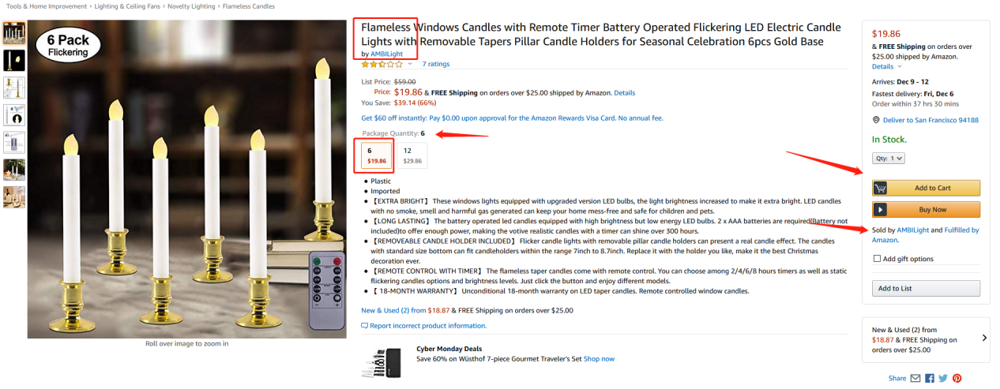 Tools & Home Improvement › Lighting & Ceiling Fans › Novelty Lighting › Flameless Candles
6 Pack
Flickering
Roll over image to zoom in
Flameless Windows Candles with Remote Timer Battery Operated Flickering LED Electric Candle
Lights with Removable Tapers Pillar Candle Holders for Seasonal Celebration 6pcs Gold Base
by AMBILight
7 ratings
List Price: $59.00
Price: $19.86 & FREE Shipping on orders over $25.00 shipped by Amazon. Details
You Save: $39.14 (66%)
Get $60 off instantly: Pay $0.00 upon approval for the Amazon Rewards Visa Card. No annual fee.
Package Quantity: 6
6
$19.86
12
$29.86
● Plastic
● Imported
● 【EXTRA BRIGHT】 These windows lights equipped with upgraded version LED bulbs, the light brightness increased to make it extra bright. LED candles
with no smoke, smell and harmful gas generated can keep your home mess-free and safe for children and pets.
● 【LONG LASTING】 The battery operated led candles equipped with high brightness but low energy LED bulbs. 2 x AAA batteries are required(Battery not
included)to offer enough power, making the votive realistic candles with a timer can shine over 300 hours.
● 【REMOVEABLE CANDLE HOLDER INCLUDED】 Flicker candle lights with removable pillar candle holders can present a real candle effect. The candles
with standard size bottom can fit candleholders within the range 7inch to 8.7inch. Replace it with the holder you like, make it the best Christmas
decoration ever.
● 【REMOTE CONTROL WITH TIMER】 The flameless taper candles come with remote control. You can choose among 2/4/6/8 hours timers as well as static
flickering candles options and brightness levels. Just click the button and enjoy different models.
● 【 18-MONTH WARRANTY】 Unconditional 18-month warranty on LED taper candles. Remote controlled window candles.
New & Used (2) from $18.87 & FREE Shipping on orders over $25.00
Report incorrect product information.
Cyber Monday Deals
Save 60% on Wüsthof 7-piece Gourmet Traveler's Set Shop now
$19.86
& FREE Shipping on orders over
$25.00 shipped by Amazon.
Details
Arrives: Dec 9 - 12
Fastest delivery: Fri, Dec 6
Order within 37 hrs 30 mins
Deliver to San Francisco 94188
In Stock.
Qty: 1
Add to Cart
Buy Now
Sold by AMBILight and Fulfilled by
Amazon.
Add gift options
Add to List
New & Used (2) from
$18.87 & FREE Shipping on
orders over $25.00
Share